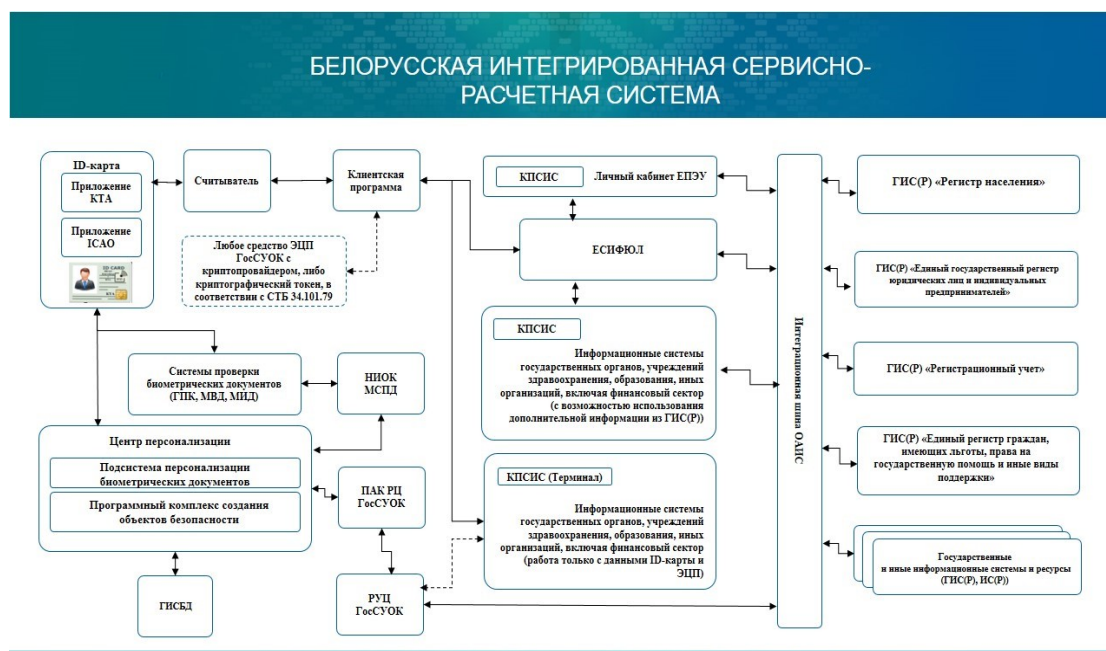 БЕЛОРУССКАЯ ИНТЕГРИРОВАННАЯ СЕРВИСНО-
РАСЧЕТНАЯ СИСТЕМА
ID-карта
Приложение
КТА
Приложение
ICAO
ID CARD
КТА
Считыватель
Клиентская
программа
Любое средство ЭЦП
ГосСУОК с
криптопровайдером, либо
криптографический токен, в
соответствии с СТБ 34.101.79
КПСИС
Личный кабинет ЕПЭУ
ЕСИФЮЛ
КПСИС
Информационные системы
государственных органов, учреждений
здравоохранения, образования, иных
организаций, включая финансовый сектор
(с возможностью использования
дополнительной информации из ГИС(Р))
КПСИС (Терминал)
Информационные системы
государственных органов, учреждений
здравоохранения, образования, иных
организаций, включая финансовый сектор
(работа только с данными ID-карты и
ЭЦП)
Системы проверки
биометрических документов
(ГПК, МВД, МИД)
НИОК
МСПД
Центр персонализации
Подсистема персонализации
биометрических документов
Программный комплекс создания
объектов безопасности
ПАК РЦ
ГосСУОК
ГИСБД
РУЦ
ГосСУОК
Интеграционная шина ОАИС
ГИС(Р) «Регистр населения»
ГИС(Р) «Единый государственный регистр
юридических лиц и индивидуальных
предпринимателей»
ГИС(Р) «Регистрационный учет»
ГИС(Р) «Единый регистр граждан,
имеющих льготы, права на
государственную помощь и иные виды
поддержки»
Государственные
и иные информационные системы и ресурсы
(ГИС(Р), ИС(Р))